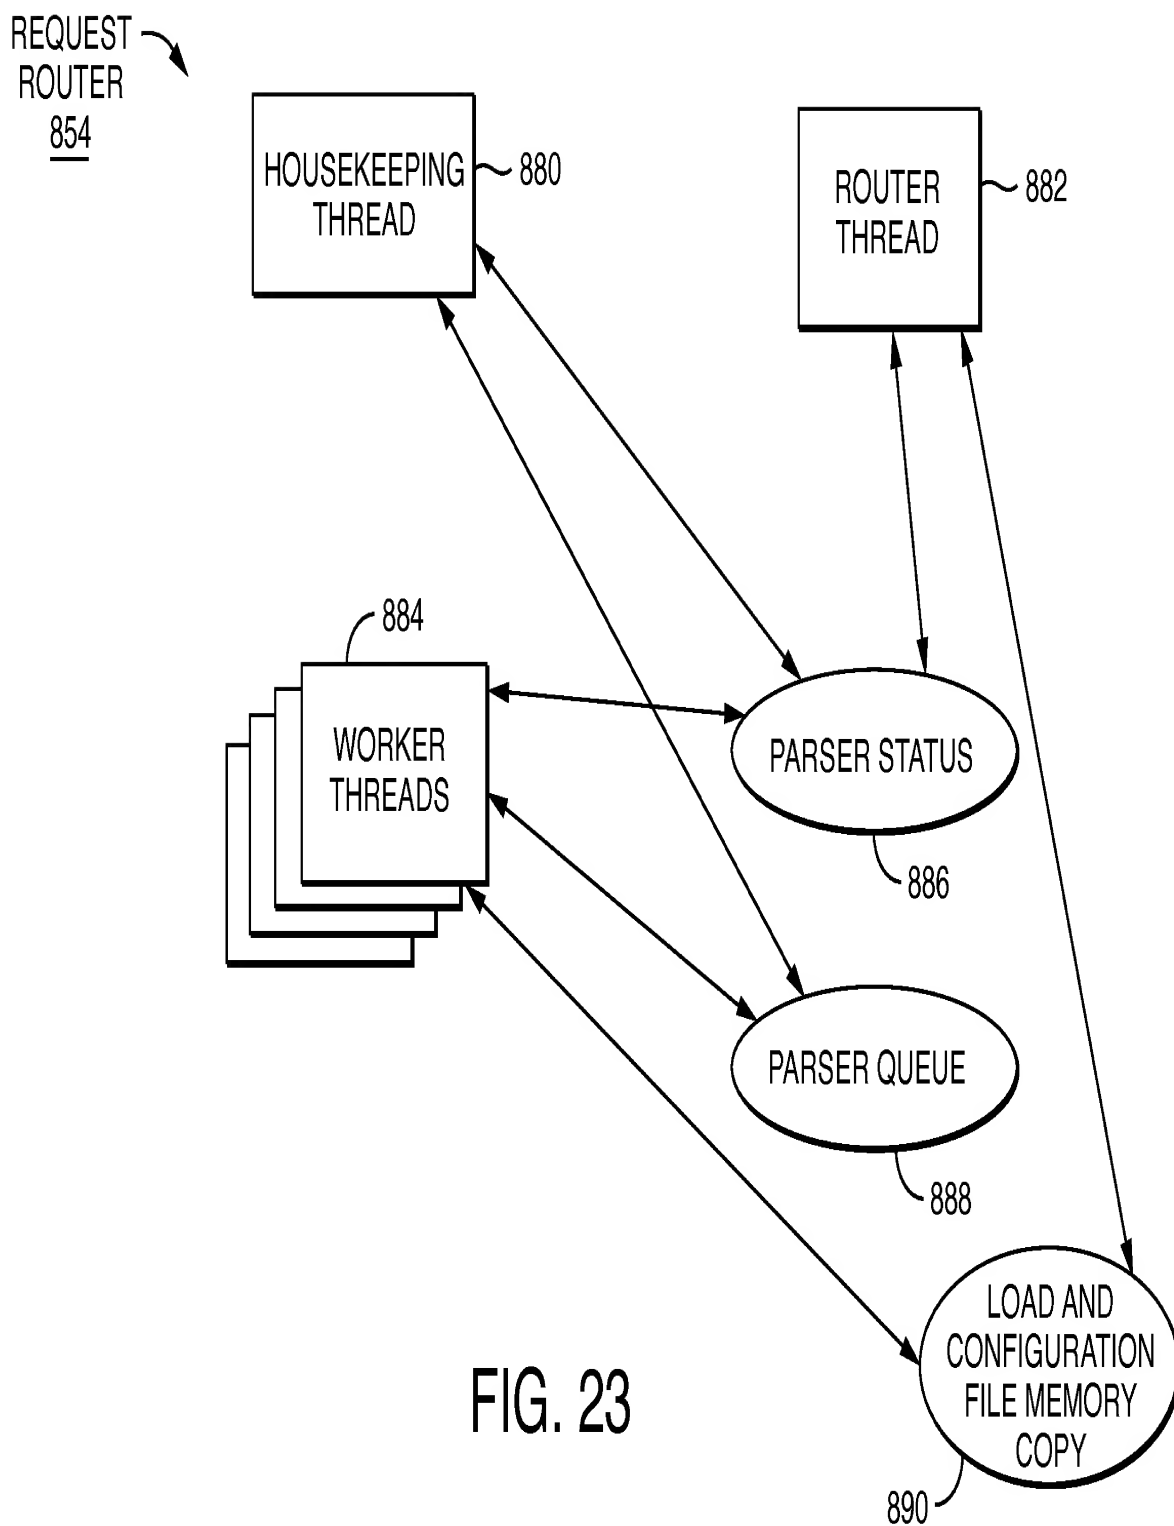 REQUEST
ROUTER
854
HOUSEKEEPING
THREAD
880
ROUTER
THREAD
882
884
WORKER
THREADS
PARSER STATUS
886
PARSER QUEUE
888
LOAD AND
CONFIGURATION
FILE MEMORY
COPY
890
FIG. 23